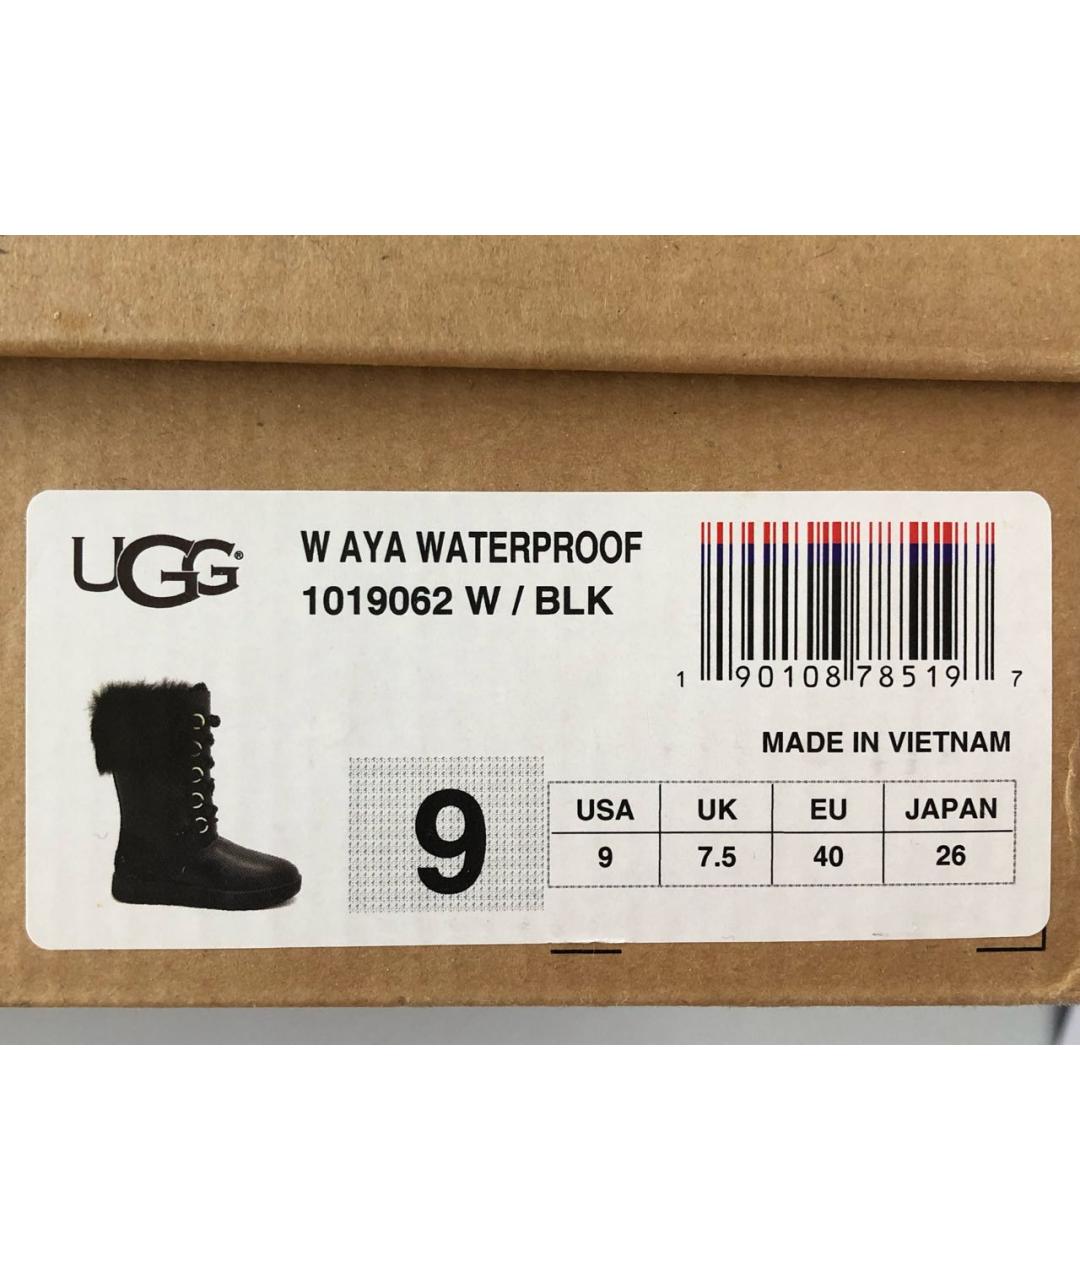 UGG®
W AYA WATERPROOF
1019062 W / BLK
1 90108 78519 7
MADE IN VIETNAM
9
USA UK EU JAPAN
9 7.5 40 26